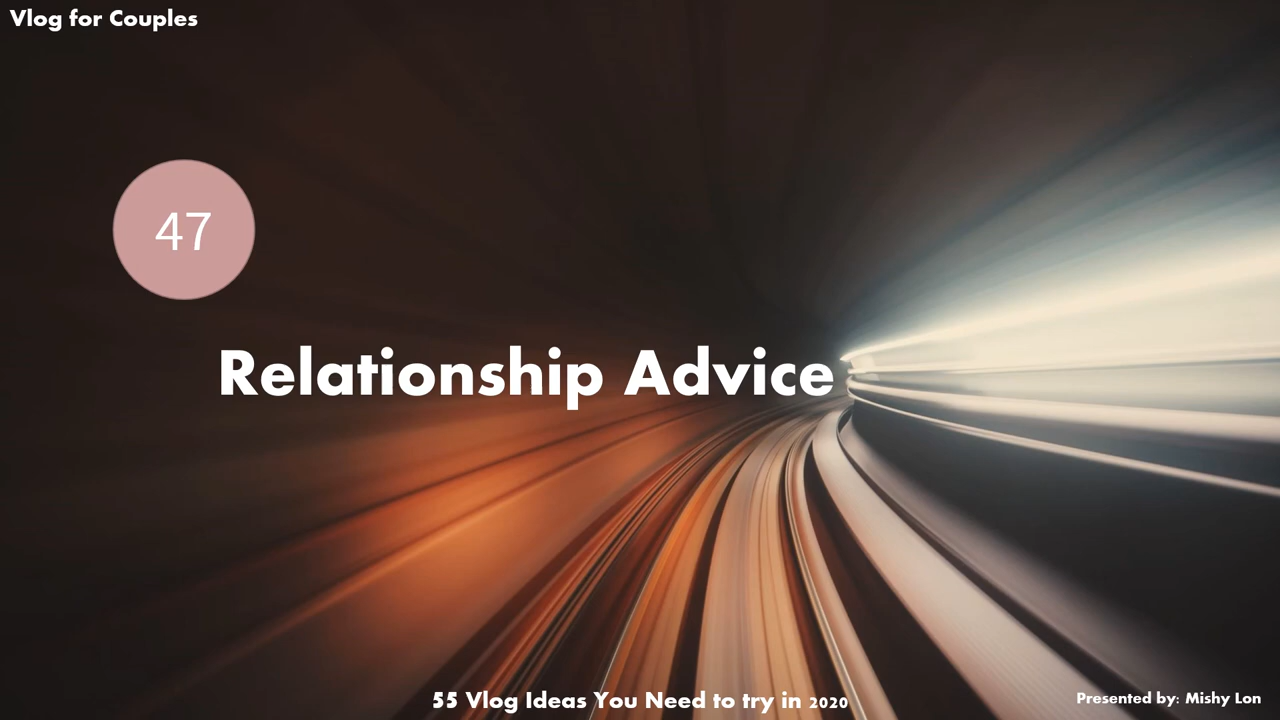 Vlog for Couples
47
Relationship Advice
55 Vlog Ideas You Need to try in 2020
Presented by: Mishy Lon